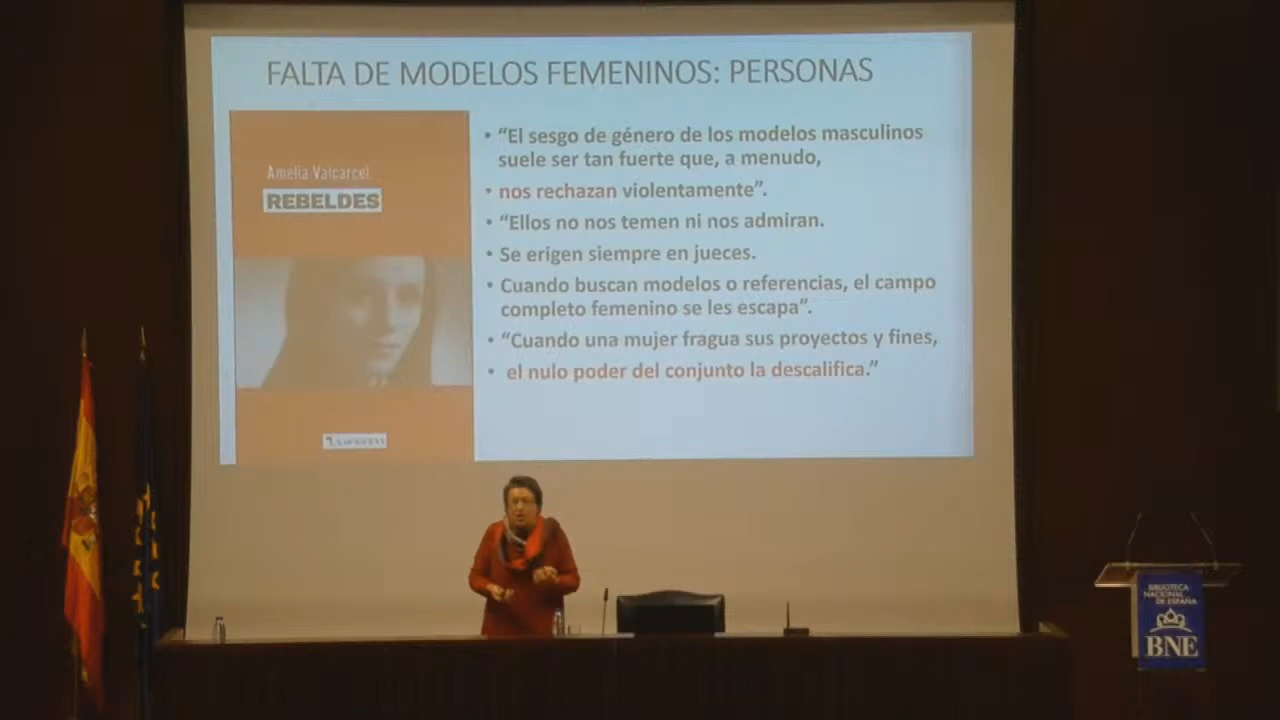 FALTA DE MODELOS FEMENINOS: PERSONAS
Amelia Valcarcel
REBELDES
• “El sesgo de género de los modelos masculinos
suele ser tan fuerte que, a menudo,
• nos rechazan violentamente”.
• “Ellos no nos temen ni nos admiran.
• Se erigen siempre en jueces.
• Cuando buscan modelos o referencias, el campo
completo femenino se les escapa”.
• “Cuando una mujer fragua sus proyectos y fines,
• el nulo poder del conjunto la descalifica.”
BIBLIOTECA
NACIONAL
DE ESPAÑA
BNE